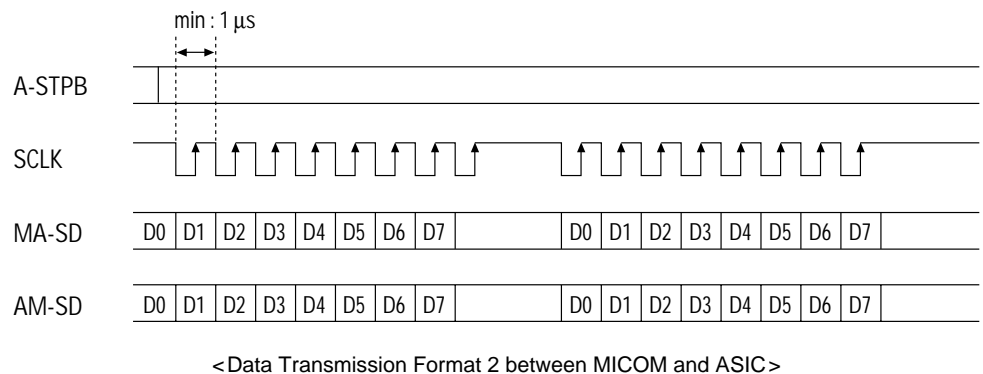 min : 1 μs
A-STPB
SCLK
MA-SD D0 D1 D2 D3 D4 D5 D6 D7 D0 D1 D2 D3 D4 D5 D6 D7
AM-SD D0 D1 D2 D3 D4 D5 D6 D7 D0 D1 D2 D3 D4 D5 D6 D7
<Data Transmission Format 2 between MICOM and ASIC>